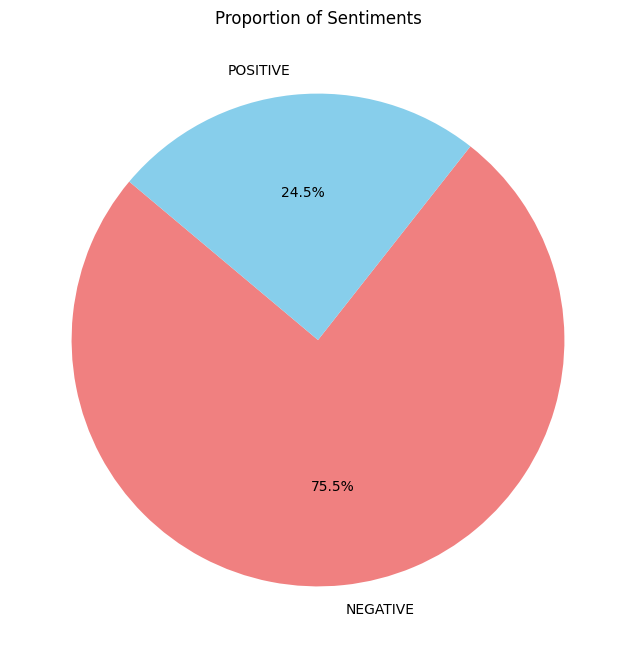 Proportion of Sentiments
POSITIVE
24.5%
75.5%
NEGATIVE